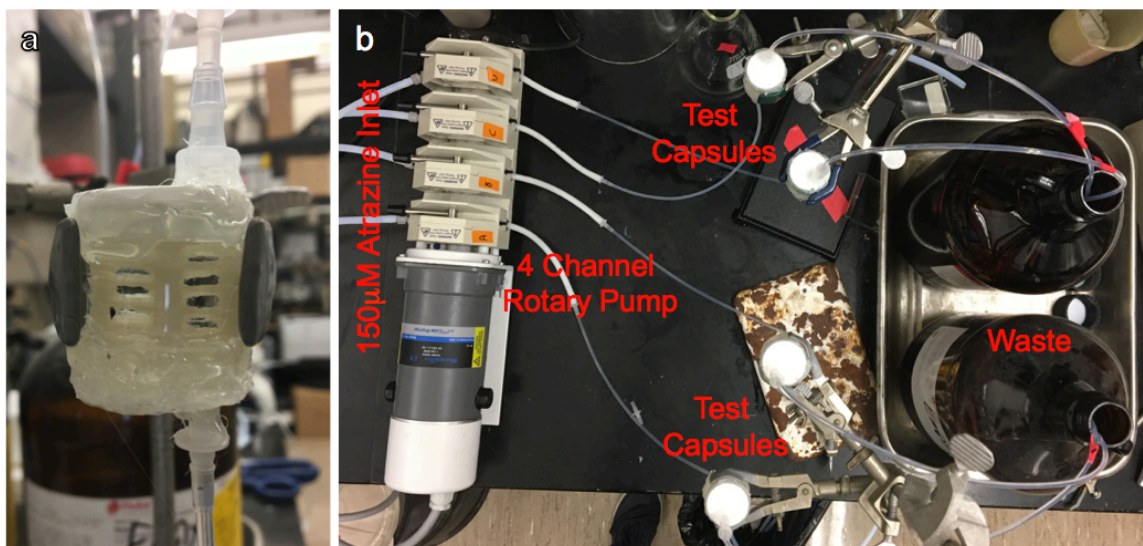 a
b
150µM Atrazine Inlet
Test
Capsules
4 Channel
Rotary Pump
Test
Capsules
Waste